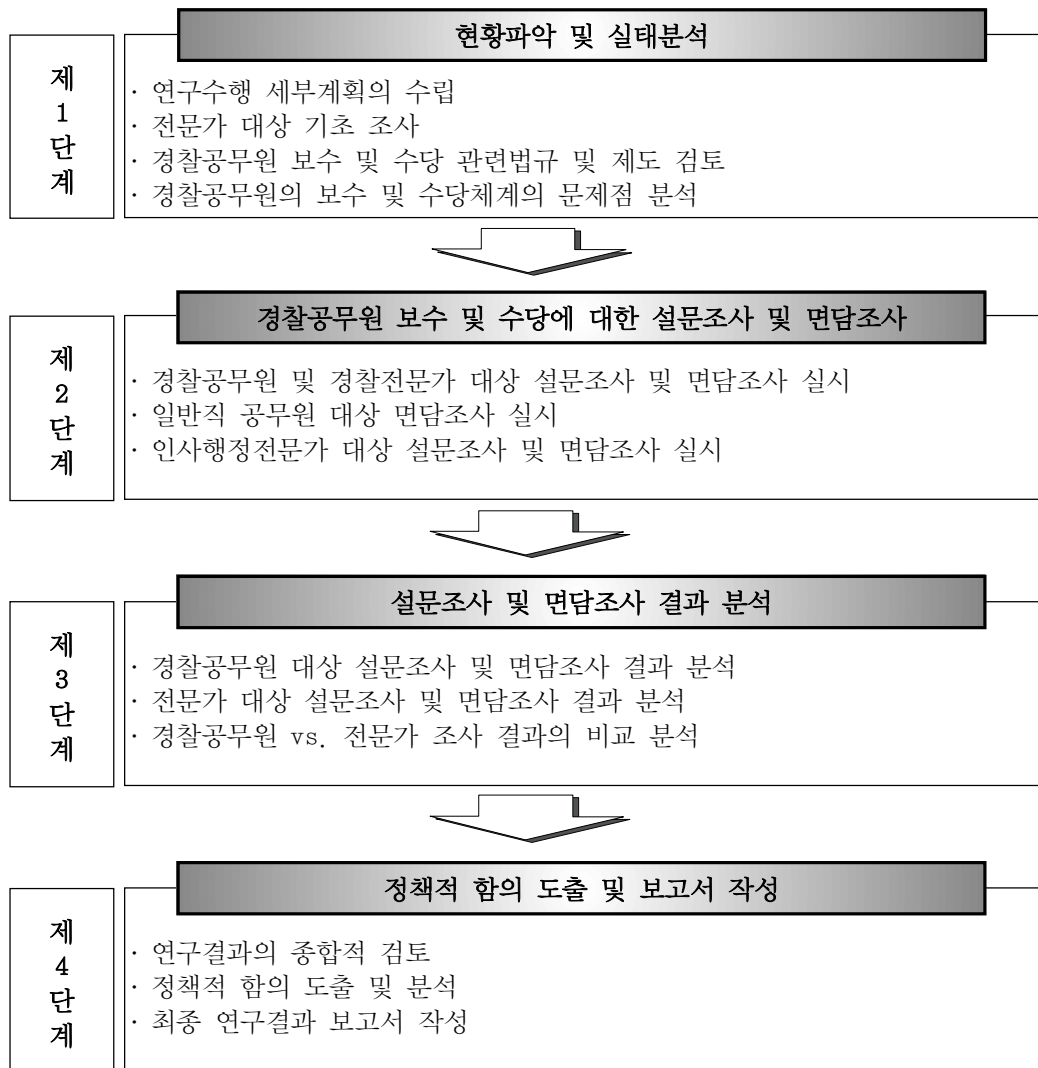 현황파악 및 실태분석
제
1
단
계
· 연구수행 세부계획의 수립
· 전문가 대상 기초 조사
· 경찰공무원 보수 및 수당 관련법규 및 제도 검토
· 경찰공무원의 보수 및 수당체계의 문제점 분석
경찰공무원 보수 및 수당에 대한 설문조사 및 면담조사
제
2
단
계
· 경찰공무원 및 경찰전문가 대상 설문조사 및 면담조사 실시
· 일반직 공무원 대상 면담조사 실시
· 인사행정전문가 대상 설문조사 및 면담조사 실시
설문조사 및 면담조사 결과 분석
제
3
단
계
· 경찰공무원 대상 설문조사 및 면담조사 결과 분석
· 전문가 대상 설문조사 및 면담조사 결과 분석
· 경찰공무원 vs. 전문가 조사 결과의 비교 분석
정책적 함의 도출 및 보고서 작성
제
4
단
계
· 연구결과의 종합적 검토
· 정책적 함의 도출 및 분석
· 최종 연구결과 보고서 작성